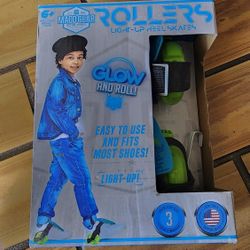 6+
MADD GEAR
ROLLERS
LIGHT-UP HEEL SKATES
GLOW
AND ROLL!
EASY TO
USE AND FITS
MOST SHOES!
LIGHT-UP!
3